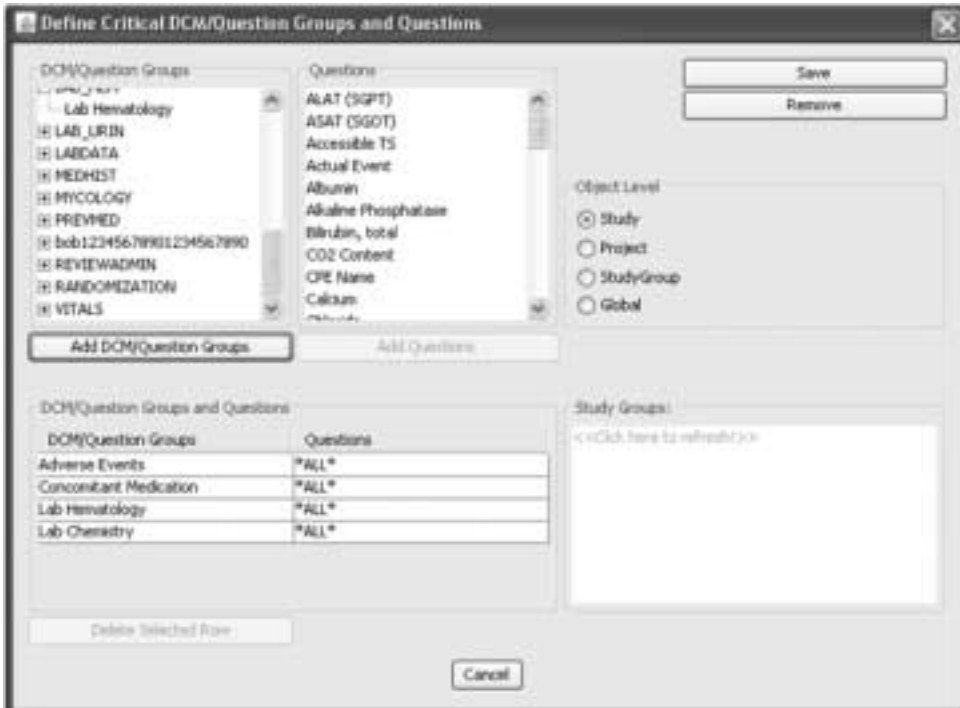 Define Critical DCM/Question Groups and Questions
DCM/Question Groups
Lab Hematology
LAB_URIN
LABDATA
MEDHIST
MYCOLOGY
PREVMED
bob12345678901234567890
REVIEWADMIN
RANDOMIZATION
VITALS
Add DCM/Question Groups
Questions
ALAT (SGPT)
ASAT (SGOT)
Accessible TS
Actual Event
Albumin
Alkaline Phosphatase
Bilirubin, total
CO2 Content
CPE Name
Calcium
Add Questions
Save
Remove
Object Level
Study
Project
StudyGroup
Global
DCM/Question Groups and Questions
DCM/Question Groups Questions
Adverse Events *ALL*
Concomitant Medication *ALL*
Lab Hematology *ALL*
Lab Chemistry *ALL*
Delete Selected Row
Study Groups:
<<Click here to refresh!>>
Cancel